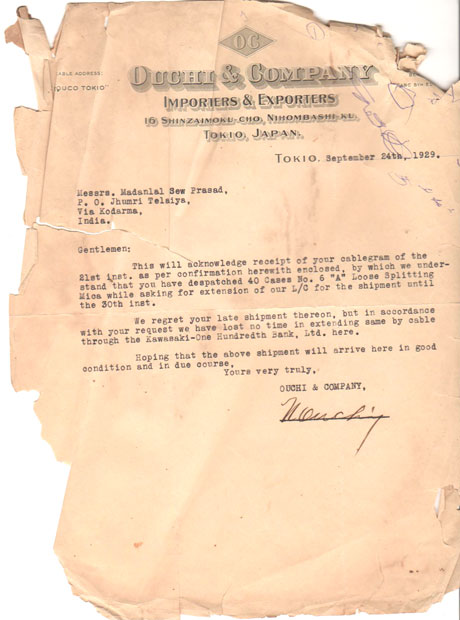 OC
CABLE ADDRESS:
"OUCO TOKIO"
OUCHI & COMPANY
IMPORTERS & EXPORTERS
16 SHINZAIMOKU-CHO, NIHOMBASHI-KU,
TOKIO, JAPAN.
TOKIO, September 24th, 1929.
Messrs. Madanlal Sew Prasad,
P. O. Jhumri Telaiya,
Via Kodarma,
India.
Gentlemen:
This will acknowledge receipt of your cablegram of the
21st inst. as per confirmation herewith enclosed, by which we under-
stand that you have despatched 40 Cases No. 6 "A" Loose Splitting
Mica while asking for extension of our L/C for the shipment until
the 30th inst.
We regret your late shipment thereon, but in accordance
with your request we have lost no time in extending same by cable
through the Kawasaki-One Hundredth Bank, Ltd. here.
Hoping that the above shipment will arrive here in good
condition and in due course,
Yours very truly,
OUCHI & COMPANY,